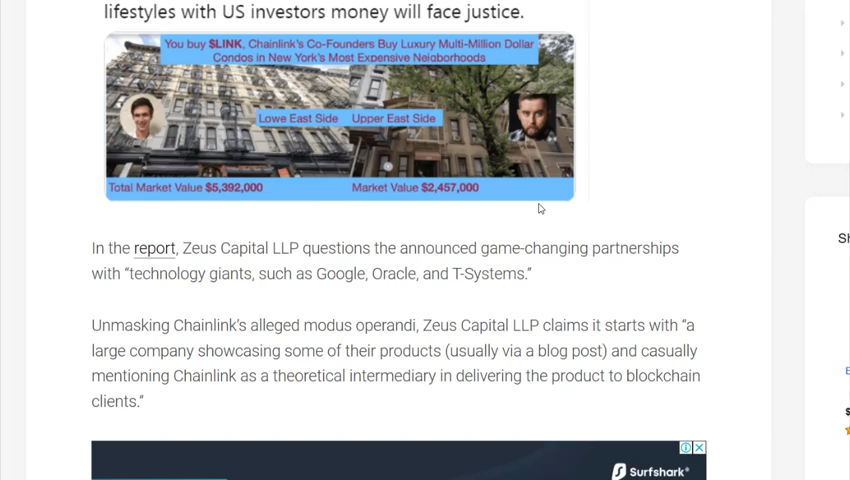 lifestyles with US investors money will face justice.
You buy $LINK, Chainlink's Co-Founders Buy Luxury Multi-Million Dollar
Condos in New York's Most Expensive Neigborhoods
Lowe East Side Upper East Side
Total Market Value $5,392,000 Market Value $2,457,000
In the report, Zeus Capital LLP questions the announced game-changing partnerships
with “technology giants, such as Google, Oracle, and T-Systems.”
Unmasking Chainlink’s alleged modus operandi, Zeus Capital LLP claims it starts with “a
large company showcasing some of their products (usually via a blog post) and casually
mentioning Chainlink as a theoretical intermediary in delivering the product to blockchain
clients.”
Surfshark®